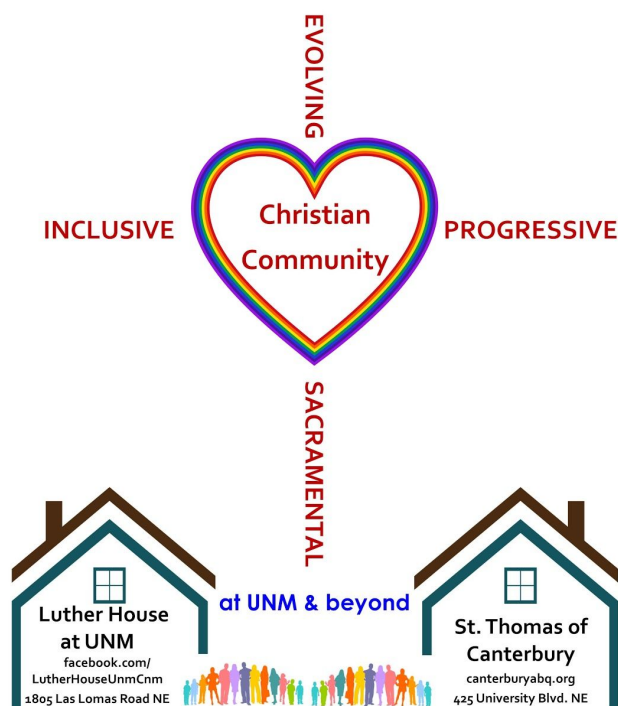 EVOLVING
INCLUSIVE
Christian
Community
PROGRESSIVE
SACRAMENTAL
at UNM & beyond
Luther House
at UNM
facebook.com/
LutherHouseUnmCnm
1805 Las Lomas Road NE
St. Thomas of
Canterbury
canterburyabq.org
425 University Blvd. NE